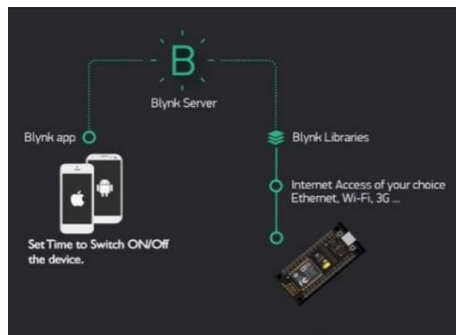 B
Blynk Server
Blynk app
Blynk Libraries
Internet Access of your choice
Ethernet, Wi-Fi, 3G ...
Set Time to Switch ON/Off
the device.